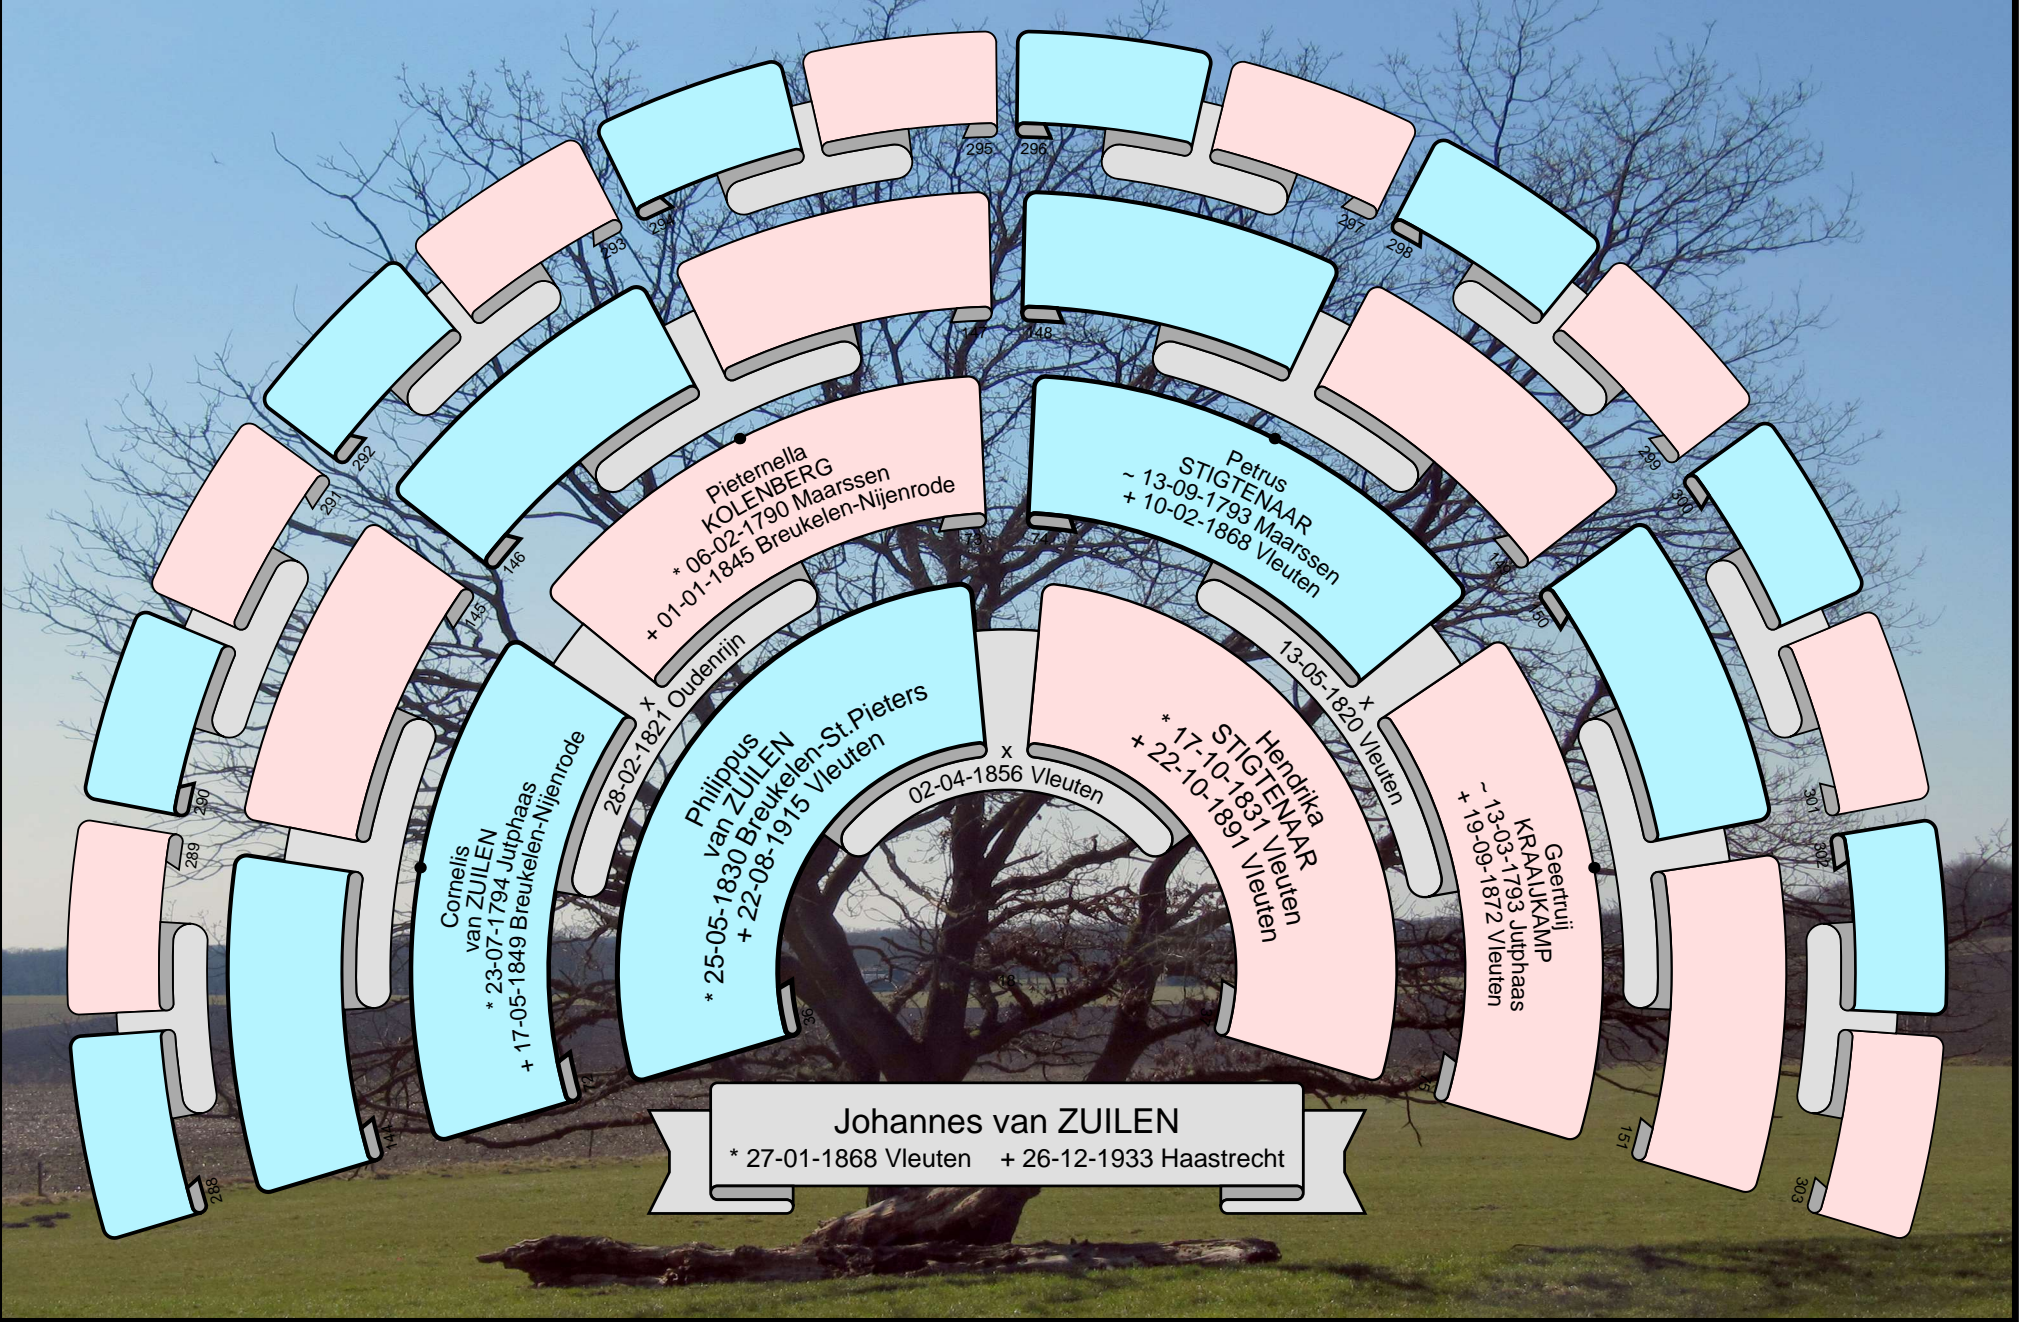 295
296
294
297
293
298
147
148
292
299
291
300
Pieternella
KOLENBERG
* 06-02-1790 Maarssen
+ 01-01-1845 Breukelen-Nijenrode
73
Petrus
STIGTENAAR
~ 13-09-1793 Maarssen
+ 10-02-1868 Vleuten
74
146
149
145
150
x
28-02-1821 Oudenrijn
x
13-05-1820 Vleuten
Cornelis
van ZUILEN
* 23-07-1794 Jutphaas
+ 17-05-1849 Breukelen-Nijenrode
72
Philippus
van ZUILEN
* 25-05-1830 Breukelen-St.Pieters
+ 22-08-1915 Vleuten
36
x
02-04-1856 Vleuten
Hendrika
STIGTENAAR
* 17-10-1831 Vleuten
+ 22-10-1891 Vleuten
Geertruij
KRAAIJKAMP
~ 13-03-1793 Jutphaas
+ 19-09-1872 Vleuten
290
301
289
302
18
144
151
288
303
Johannes van ZUILEN
* 27-01-1868 Vleuten + 26-12-1933 Haastrecht